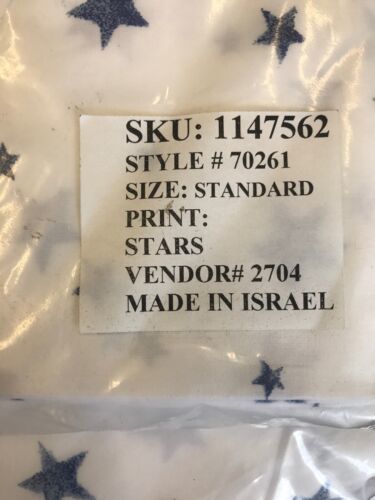 SKU: 1147562
STYLE # 70261
SIZE: STANDARD
PRINT:
STARS
VENDOR# 2704
MADE IN ISRAEL